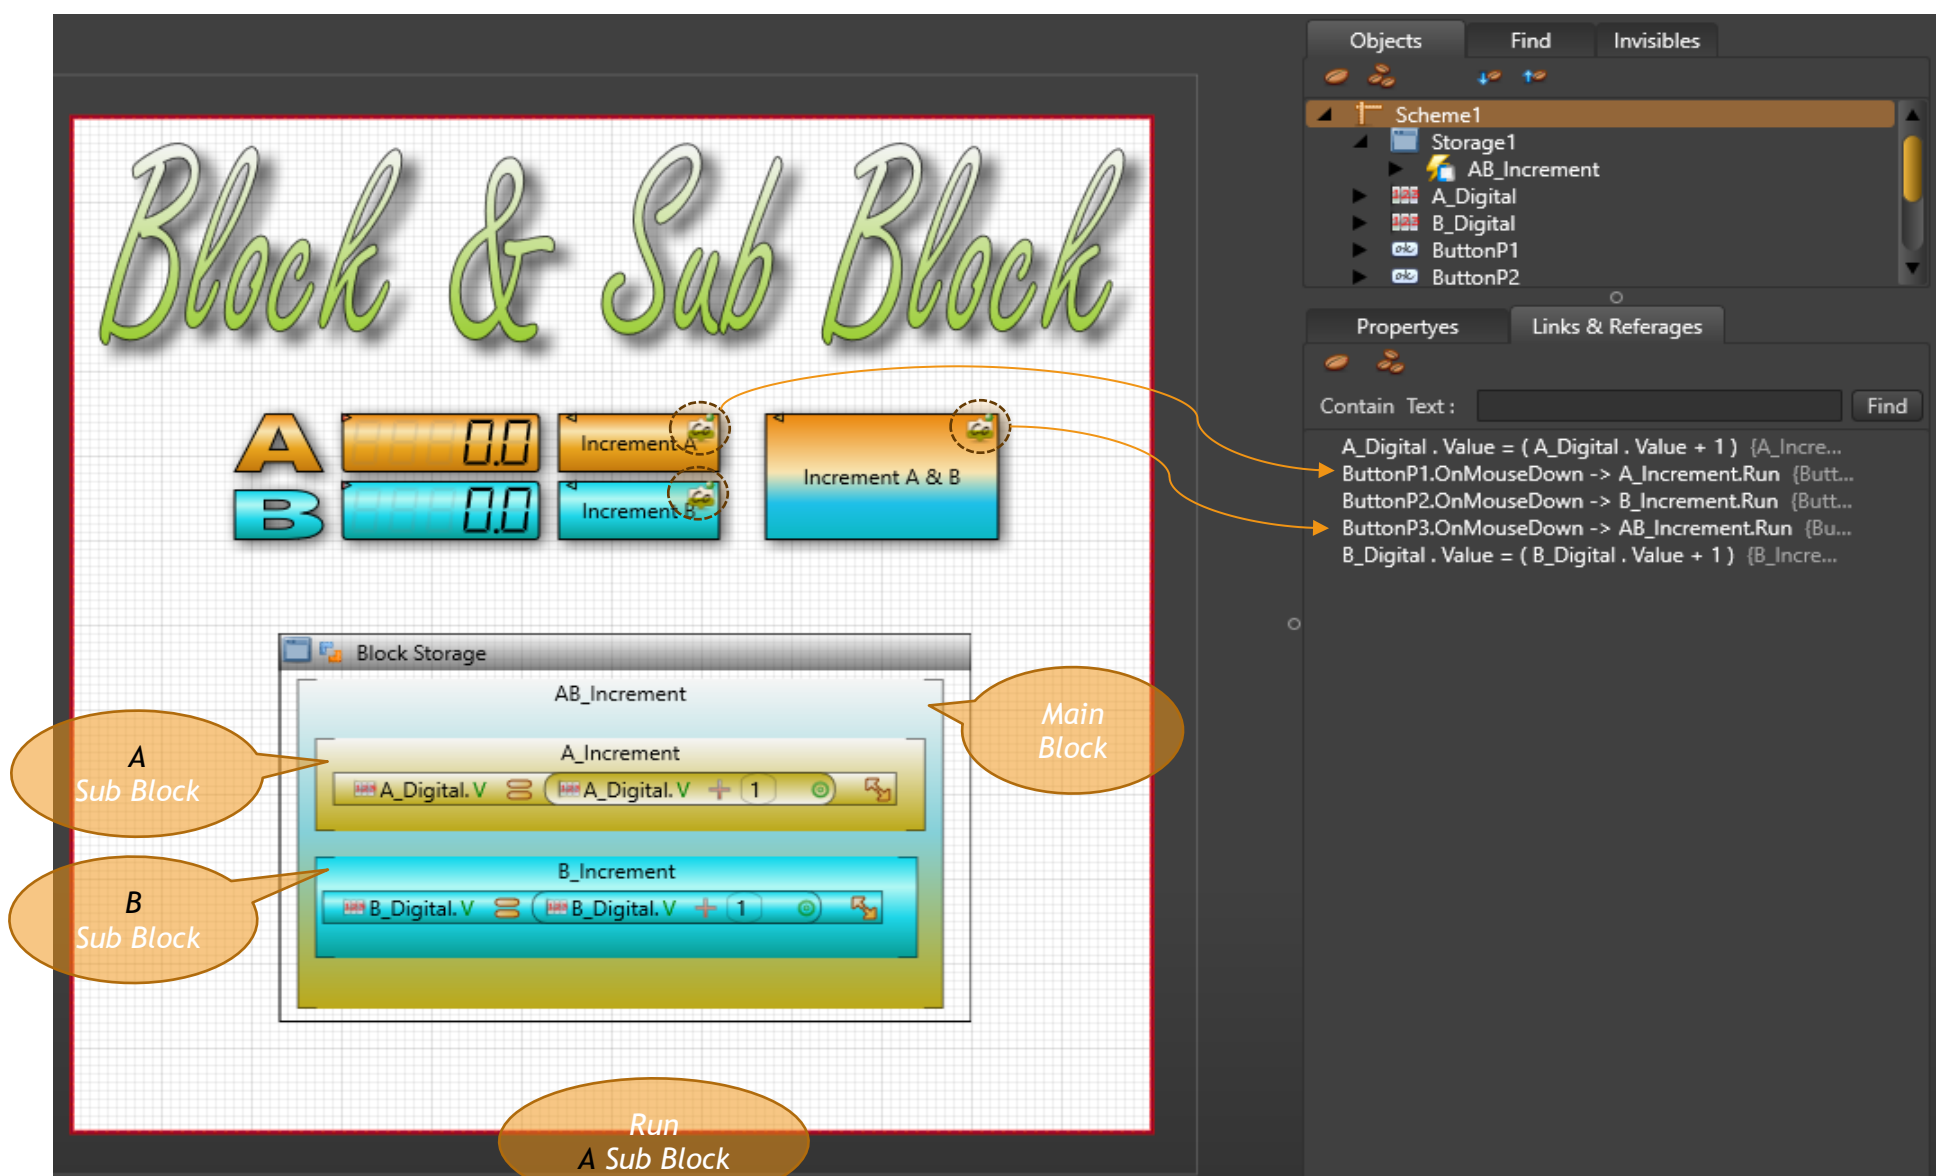 Block & Sub Block
A
0.0
Increment A
B
0.0
Increment B
Increment A & B
Block Storage
AB_Increment
A_Increment
A_Digital. V
A_Digital. V
1
B_Increment
B_Digital. V
B_Digital. V
1
A
Sub Block
B
Sub Block
Main
Block
Run
A Sub Block
Objects
Find
Invisibles
Scheme1
Storage1
AB_Increment
A_Digital
B_Digital
ButtonP1
ButtonP2
Propertyes
Links & Referages
Contain Text :
Find
A_Digital . Value = ( A_Digital . Value + 1 ) {A_Incre...
ButtonP1.OnMouseDown -> A_Increment.Run {Butt...
ButtonP2.OnMouseDown -> B_Increment.Run {Butt...
ButtonP3.OnMouseDown -> AB_Increment.Run {Bu...
B_Digital . Value = ( B_Digital . Value + 1 ) {B_Incre...